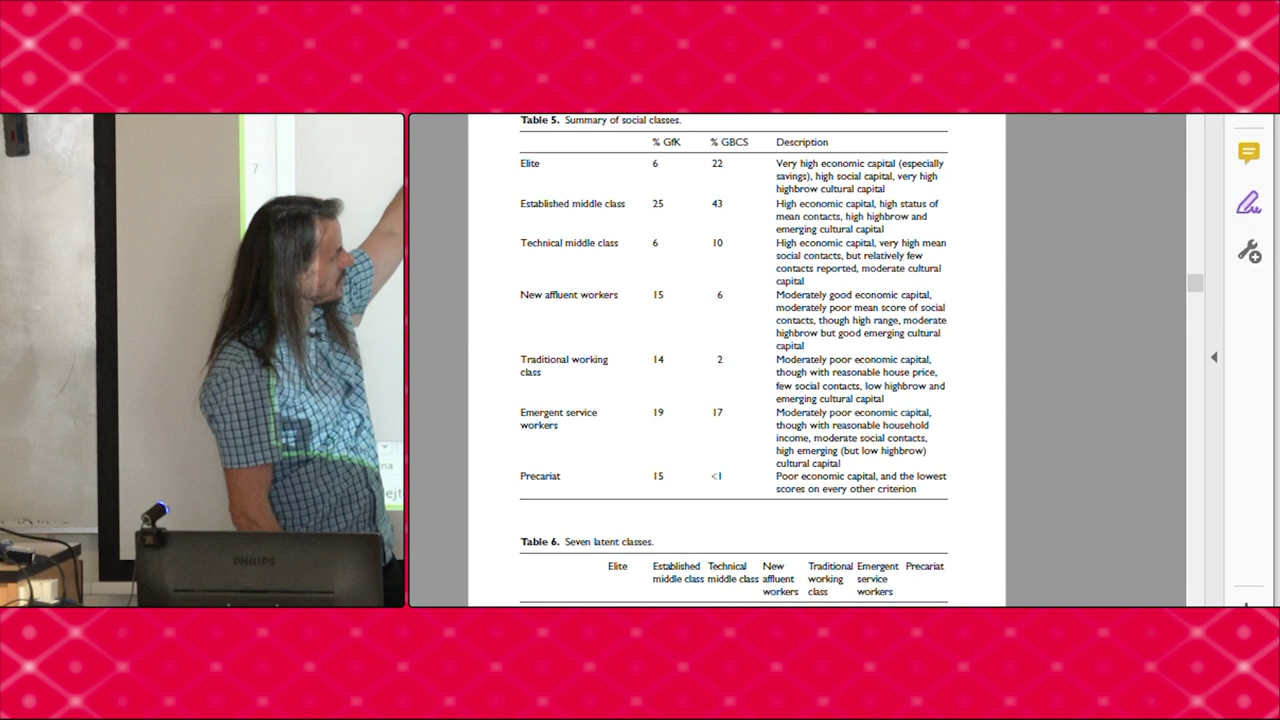 7
na
ejt
PHILIPS
Table 5. Summary of social classes.
% GfK % GBCS Description
Elite 6 22 Very high economic capital (especially
savings), high social capital, very high
highbrow cultural capital
Established middle class 25 43 High economic capital, high status of
mean contacts, high highbrow and
emerging cultural capital
Technical middle class 6 10 High economic capital, very high mean
social contacts, but relatively few
contacts reported, moderate cultural
capital
New affluent workers 15 6 Moderately good economic capital,
moderately poor mean score of social
contacts, though high range, moderate
highbrow but good emerging cultural
capital
Traditional working 14 2 Moderately poor economic capital,
class though with reasonable house price,
few social contacts, low highbrow and
emerging cultural capital
Emergent service 19 17 Moderately poor economic capital,
workers though with reasonable household
income, moderate social contacts,
high emerging (but low highbrow)
cultural capital
Precariat 15 <1 Poor economic capital, and the lowest
scores on every other criterion
Table 6. Seven latent classes.
Elite Established Technical New Traditional Emergent Precariat
middle class middle class affluent working service
workers class workers